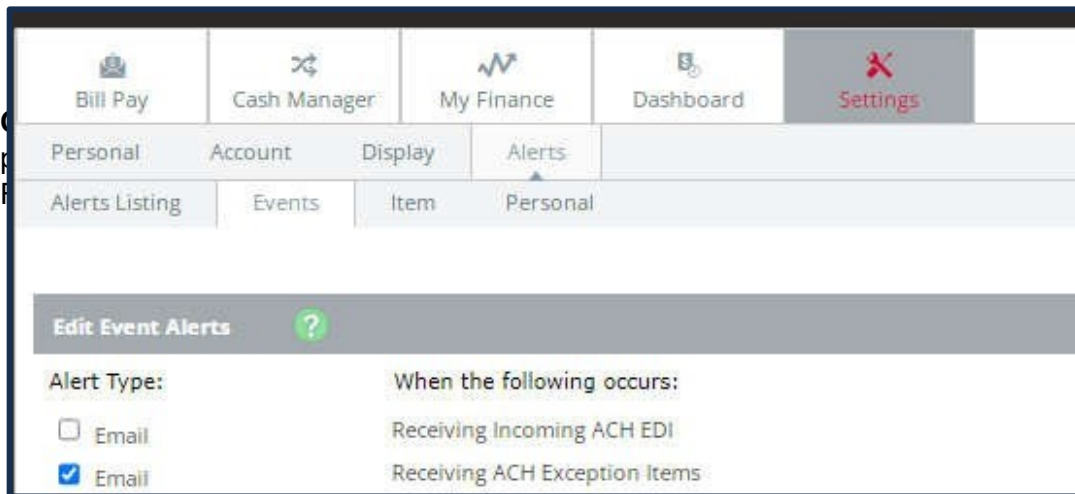 Bill Pay Cash Manager My Finance Dashboard Settings
Personal Account Display Alerts
Alerts Listing Events Item Personal
Edit Event Alerts ?
Alert Type: When the following occurs:
Email Receiving Incoming ACH EDI
Email Receiving ACH Exception Items